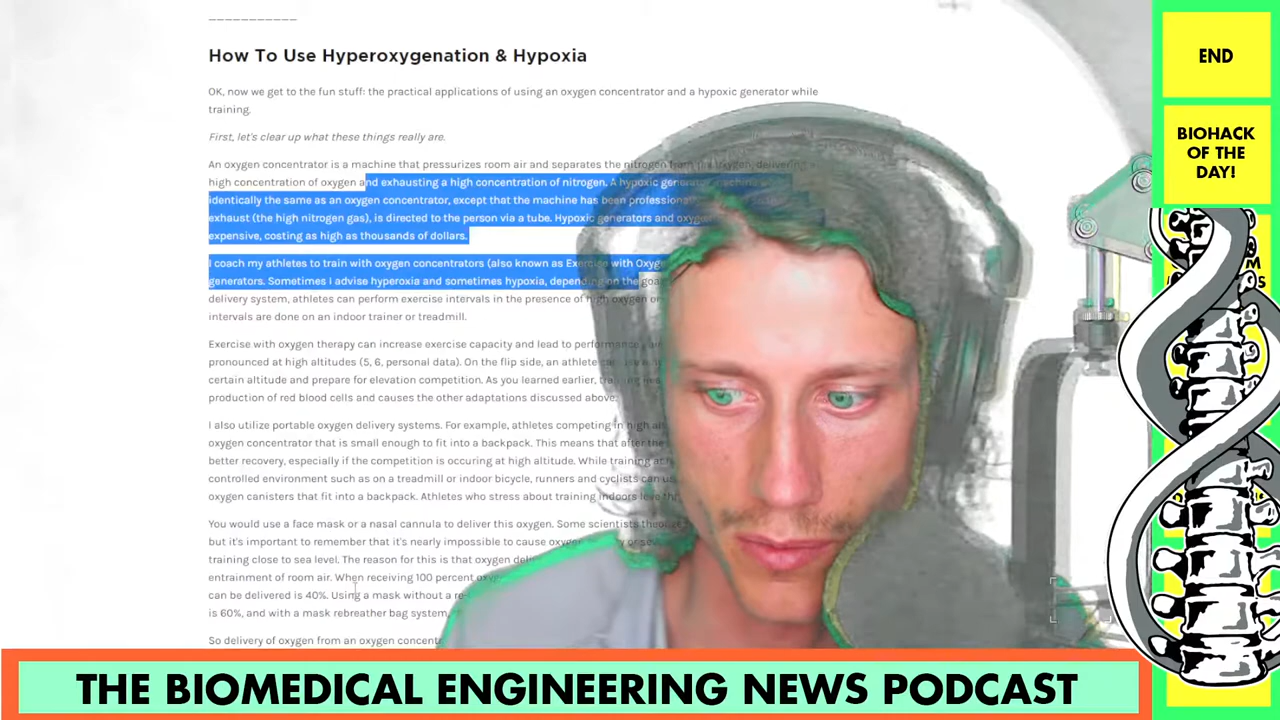 How To Use Hyperoxygenation & Hypoxia
OK, now we get to the fun stuff: the practical applications of using an oxygen concentrator and a hypoxic generator while
training.
First, let's clear up what these things really are.
An oxygen concentrator is a machine that pressurizes room air and separates the nitrogen from the oxygen, delivering
high concentration of oxygen and exhausting a high concentration of nitrogen. A hypoxic generator machine
identically the same as an oxygen concentrator, except that the machine has been
exhaust (the high nitrogen gas), is directed to the person via a tube. Hypoxic generators and
expensive, costing as high as thousands of dollars.
I coach my athletes to train with oxygen concentrators (also known as Exercise with
generators. Sometimes I advise hyperoxia and sometimes hypoxia, depending on the
delivery system, athletes can perform exercise intervals in the presence of high oxygen or
intervals are done on an indoor trainer or treadmill.
Exercise with oxygen therapy can increase exercise capacity and lead to
pronounced at high altitudes (5, 6, personal data). On the flip side, an athlete
certain altitude and prepare for elevation competition. As you learned earlier,
production of red blood cells and causes the other adaptations discussed above.
I also utilize portable oxygen delivery systems. For example, athletes competing in high
oxygen concentrator that is small enough to fit into a backpack. This means that after the
better recovery, especially if the competition is occuring at high altitude. While training at
controlled environment such as on a treadmill or indoor bicycle, runners and cyclists can
oxygen canisters that fit into a backpack. Athletes who stress about training indoors
You would use a face mask or a nasal cannula to deliver this oxygen. Some scientists
but it's important to remember that it's nearly impossible to cause
training close to sea level. The reason for this is that oxygen
entrainment of room air. When receiving 100 percent
can be delivered is 40%. Using a mask without a
is 60%, and with a mask rebreather bag system,
So delivery of oxygen from an oxygen
END
BIOHACK
OF THE
DAY!
THE BIOMEDICAL ENGINEERING NEWS PODCAST